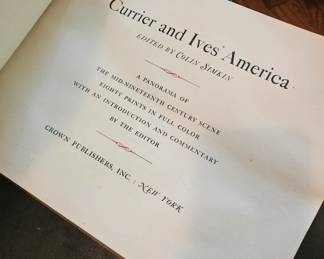 Currier and Ives' America
EDITED BY COLIN SIMKIN
A PANORAMA OF
THE MID-NINETEENTH CENTURY SCENE
EIGHTY PRINTS IN FULL COLOR
WITH AN INTRODUCTION AND COMMENTARY
BY THE EDITOR
CROWN PUBLISHERS, INC. : NEW YORK